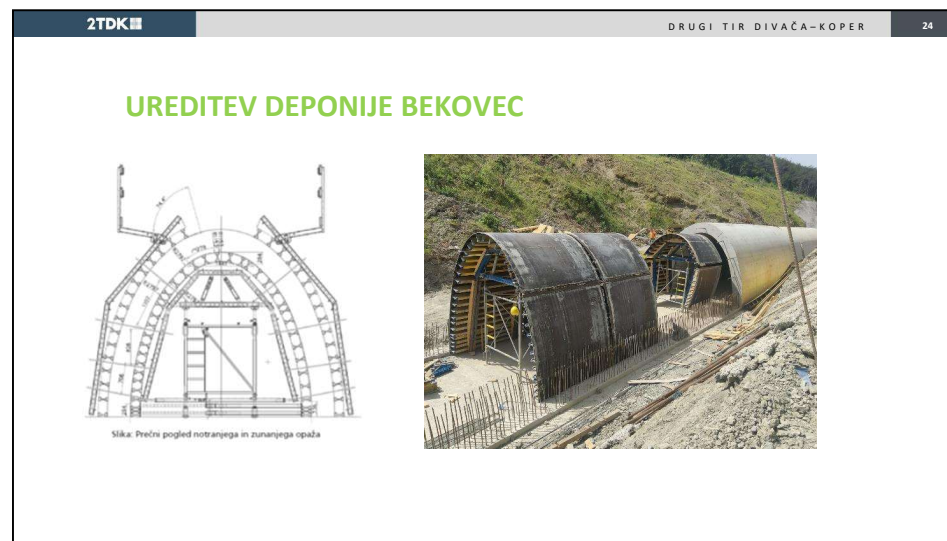 2TDK
DRUGI TIR DIVAČA–KOPER
24
UREDITEV DEPONIJE BEKOVEC
Slika: Prečni pogled notranjega in zunanjega opaža